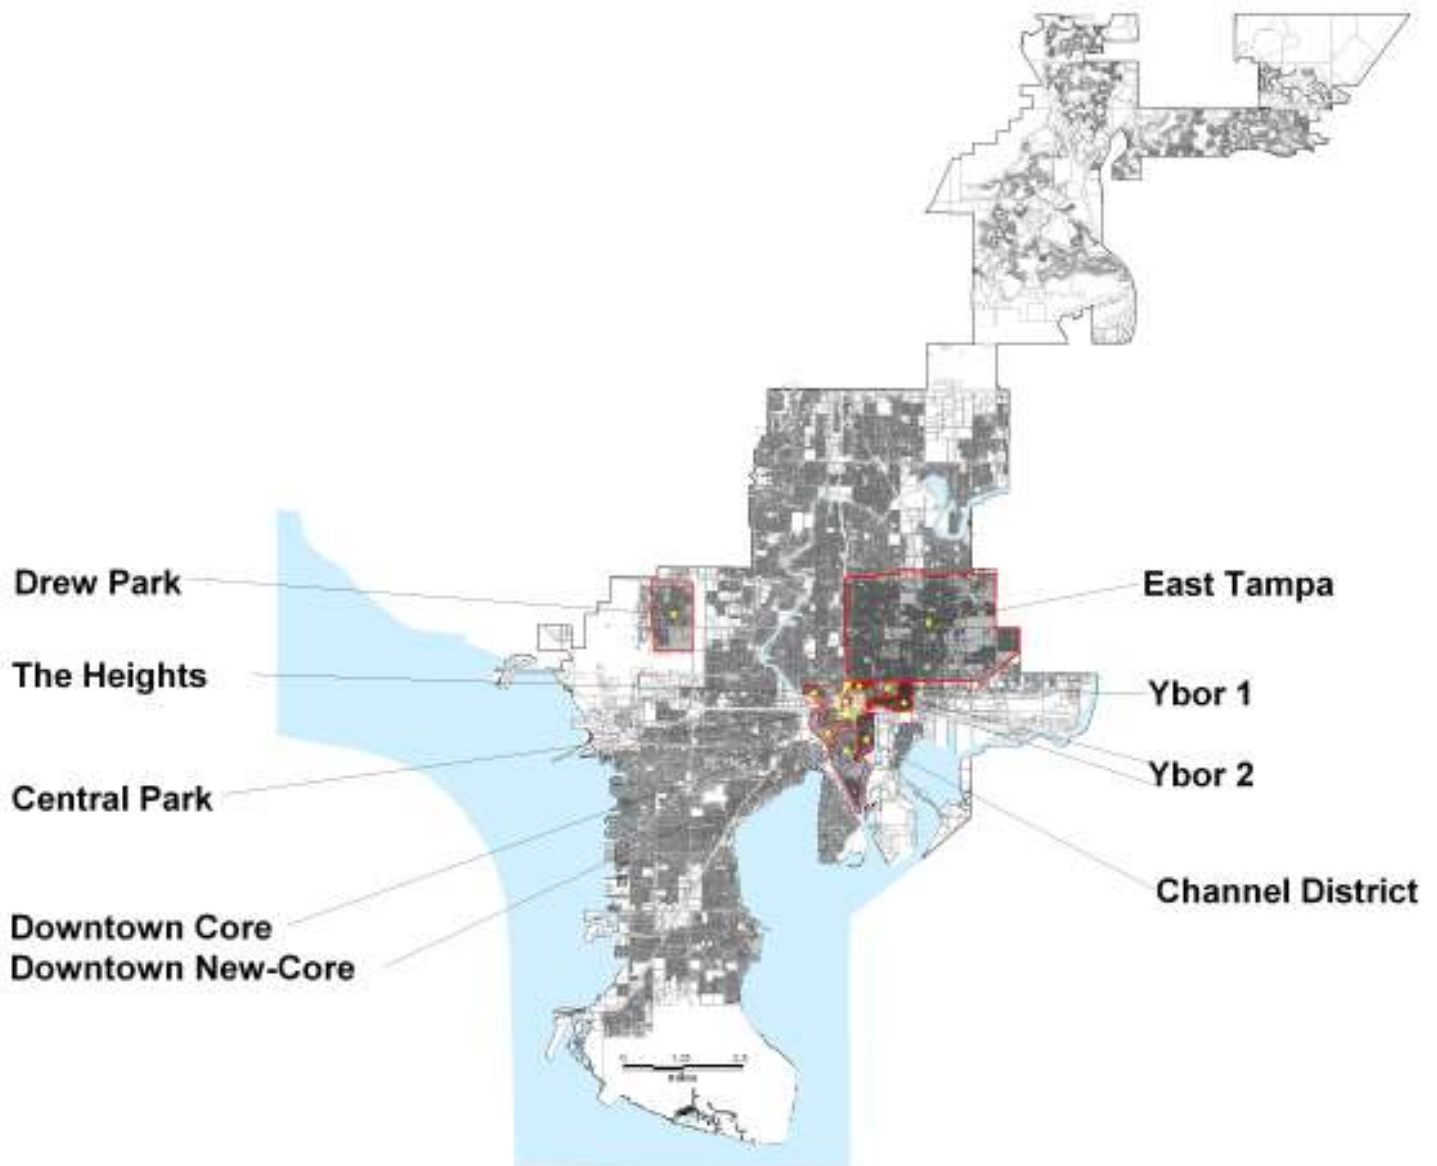 Drew Park
East Tampa
The Heights
Ybor 1
Ybor 2
Central Park
Channel District
Downtown Core
Downtown New-Core